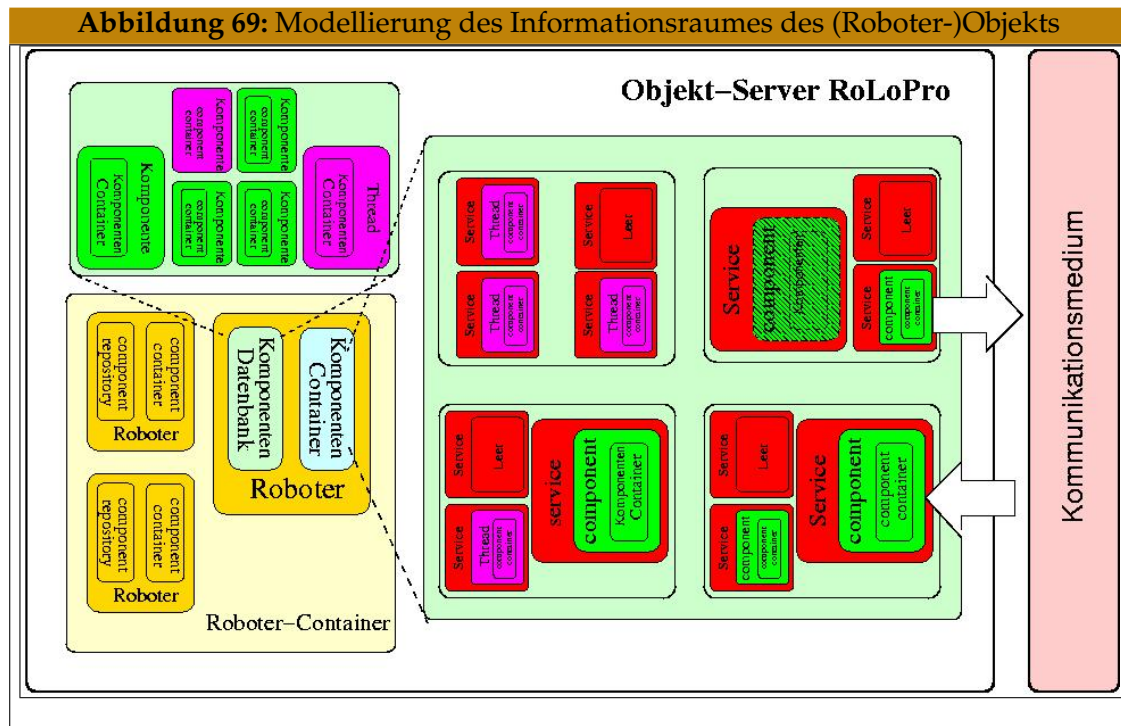 Abbildung 69: Modellierung des Informationsraumes des (Roboter-)Objekts
Objekt-Server RoLoPro
Komponente
Komponenten
Container
Komponente
component
container
Komponente
component
container
Komponente
component
container
Komponente
component
container
Thread
Komponenten
Container
component
repository
component
container
Roboter
component
repository
component
container
Roboter
Komponenten
Datenbank
Komponenten
Container
Roboter
Roboter-Container
Service
Thread
component
container
Service
Leer
Service
Thread
component
container
Service
Thread
component
container
Service
component
Komponenten
Service
Leer
Service
component
component
container
Service
Leer
Service
Thread
component
container
service
component
Komponenten
Container
Service
Leer
Service
component
component
container
Service
component
component
container
Kommunikationsmedium